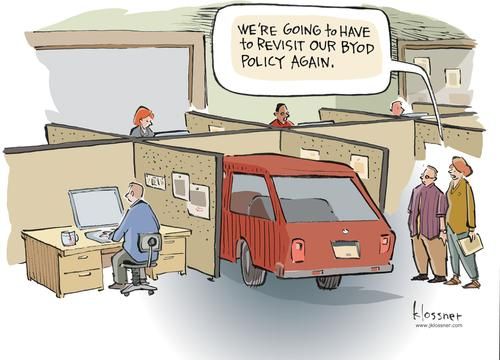 WE'RE GOING to HAVE
to REVISIT OUR BYOD
POLICY AGAIN.
klossner
www.jklossner.com